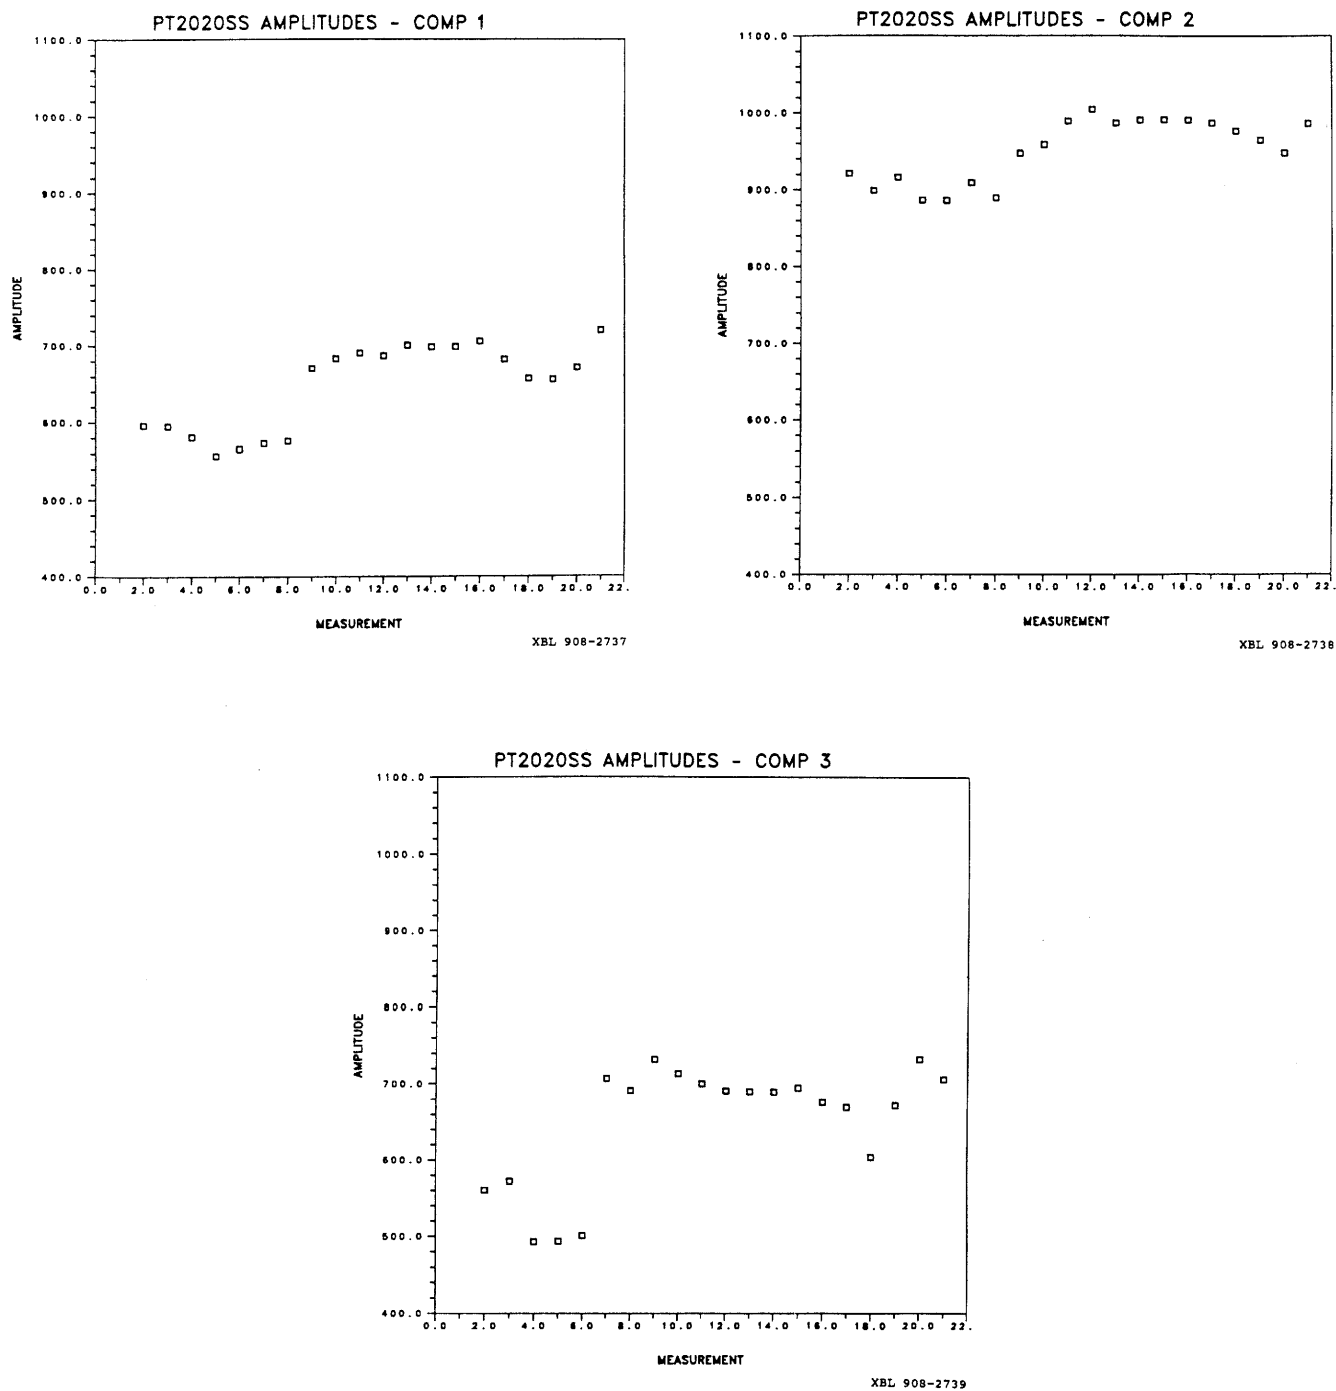 PT2020SS AMPLITUDES - COMP 1
1100.0
1000.0
900.0
800.0
700.0
600.0
500.0
400.0
AMPLITUDE
0.0 2.0 4.0 6.0 8.0 10.0 12.0 14.0 16.0 18.0 20.0 22.
MEASUREMENT
XBL 908-2737
PT2020SS AMPLITUDES - COMP 2
1100.0
1000.0
900.0
800.0
700.0
600.0
500.0
400.0
AMPLITUDE
0.0 2.0 4.0 6.0 8.0 10.0 12.0 14.0 16.0 18.0 20.0 22.
MEASUREMENT
XBL 908-2738
PT2020SS AMPLITUDES - COMP 3
1100.0
1000.0
900.0
800.0
700.0
600.0
500.0
400.0
AMPLITUDE
0.0 2.0 4.0 6.0 8.0 10.0 12.0 14.0 16.0 18.0 20.0 22.
MEASUREMENT
XBL 908-2739